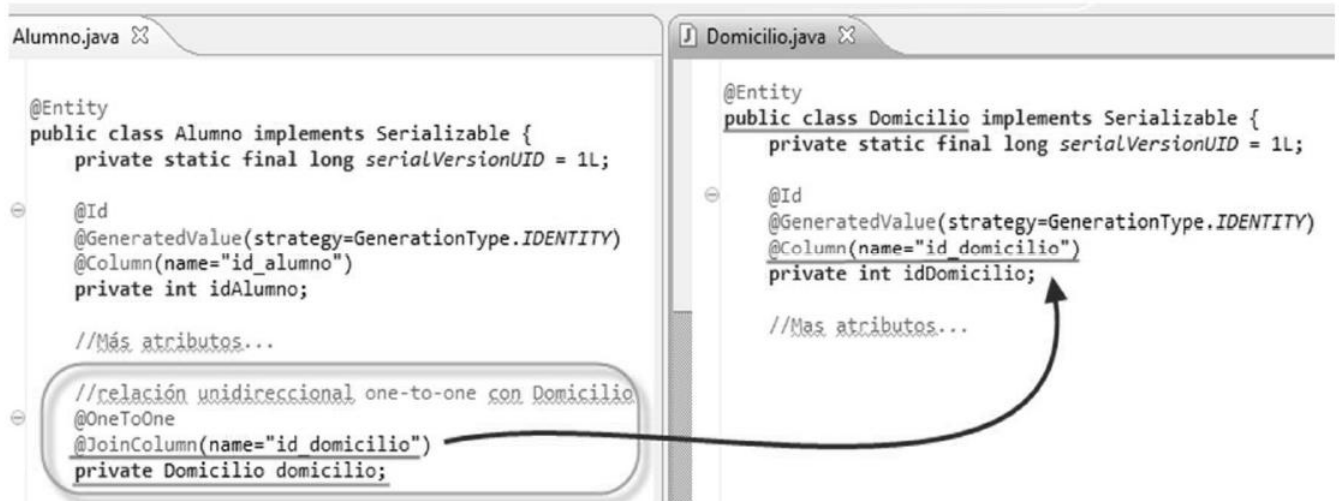 Alumno.java
@Entity
public class Alumno implements Serializable {
private static final long serialVersionUID = 1L;
@Id
@GeneratedValue(strategy=GenerationType.IDENTITY)
@Column(name="id_alumno")
private int idAlumno;
//Más atributos...
//relación unidireccional one-to-one con Domicilio
@OneToOne
@JoinColumn(name="id_domicilio")
private Domicilio domicilio;
J Domicilio.java
@Entity
public class Domicilio implements Serializable {
private static final long serialVersionUID = 1L;
@Id
@GeneratedValue(strategy=GenerationType.IDENTITY)
@Column(name="id_domicilio")
private int idDomicilio;
//Mas atributos...